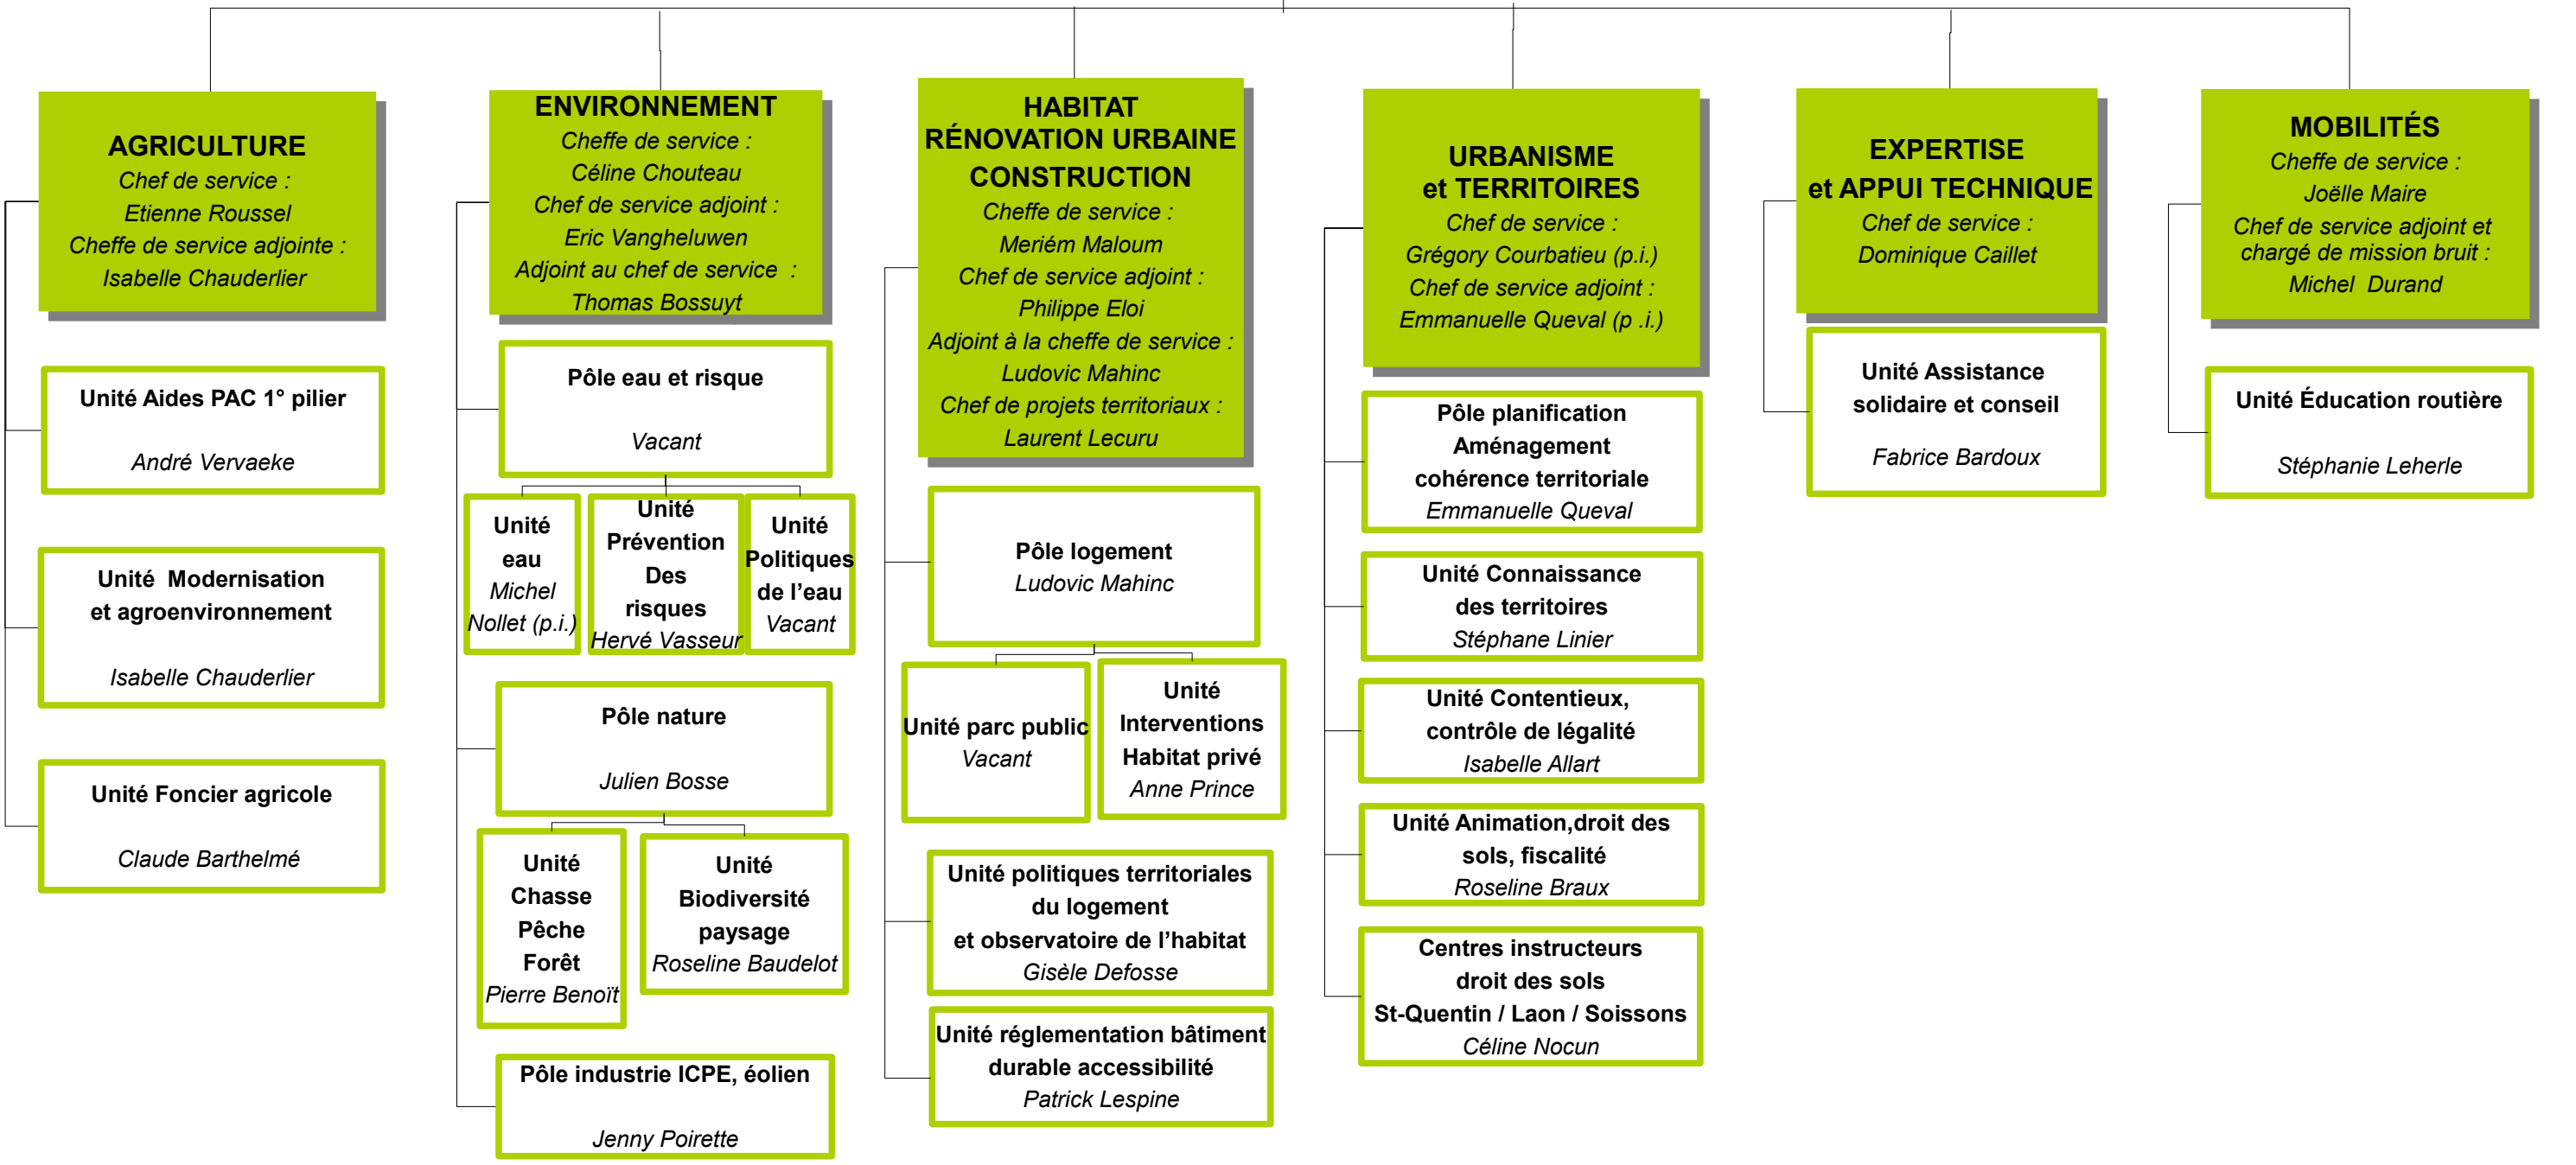 AGRICULTURE
Chef de service :
Etienne Roussel
Cheffe de service adjointe :
Isabelle Chauderlier
Unité Aides PAC 1° pilier
André Vervaeke
Unité  Modernisation
et agroenvironnement
Isabelle Chauderlier
Unité Foncier agricole
Claude Barthelmé
ENVIRONNEMENT
Cheffe de service :
Céline Chouteau
Chef de service adjoint :
Eric Vangheluwen
Adjoint au chef de service  :
Thomas Bossuyt
Pôle eau et risque
Vacant
Unité
eau
Michel
Nollet (p.i.)
Unité
Prévention
Des
risques
Hervé Vasseur
Unité
Politiques
de l'eau
Vacant
Pôle nature
Julien Bosse
Unité
Chasse
Pêche
Forêt
Pierre Benoït
Unité
Biodiversité
paysage
Roseline Baudelot
Pôle industrie ICPE, éolien
Jenny Poirette
HABITAT
RÉNOVATION URBAINE
CONSTRUCTION
Cheffe de service :
Meriém Maloum
Chef de service adjoint :
Philippe Eloi
Adjoint à la cheffe de service :
Ludovic Mahinc
Chef de projets territoriaux :
Laurent Lecuru
Pôle logement
Ludovic Mahinc
Unité parc public
Vacant
Unité
Interventions
Habitat privé
Anne Prince
Unité politiques territoriales
du logement
et observatoire de l'habitat
Gisèle Defosse
Unité réglementation bâtiment
durable accessibilité
Patrick Lespine
URBANISME
et TERRITOIRES
Chef de service :
Grégory Courbatieu (p.i.)
Chef de service adjoint :
Emmanuelle Queval (p .i.)
Pôle planification
Aménagement
cohérence territoriale
Emmanuelle Queval
Unité Connaissance
des territoires
Stéphane Linier
Unité Contentieux,
contrôle de légalité
Isabelle Allart
Unité Animation,droit des
sols, fiscalité
Roseline Braux
Centres instructeurs
droit des sols
St-Quentin / Laon / Soissons
Céline Nocun
EXPERTISE
et APPUI TECHNIQUE
Chef de service :
Dominique Caillet
Unité Assistance
solidaire et conseil
Fabrice Bardoux
MOBILITÉS
Cheffe de service :
Joëlle Maire
Chef de service adjoint et
chargé de mission bruit :
Michel  Durand
Unité Éducation routière
Stéphanie Leherle